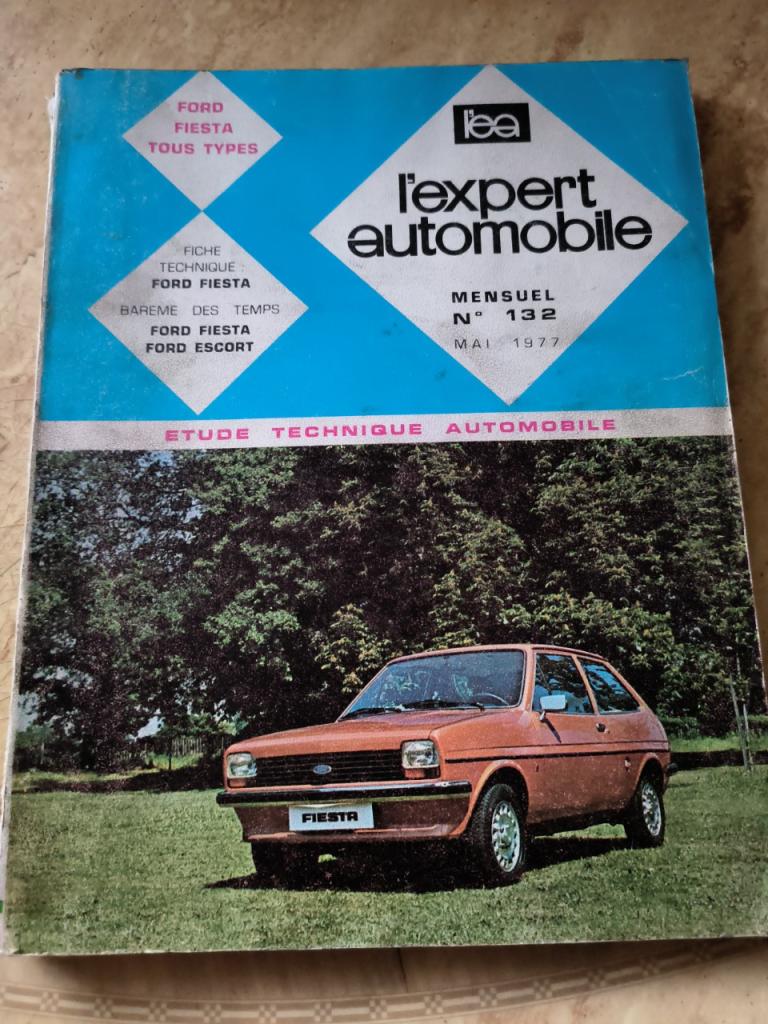 FORD
FIESTA
TOUS TYPES
FICHE
TECHNIQUE :
FORD FIESTA
BAREME DES TEMPS
FORD FIESTA
FORD ESCORT
l'ea
l'expert
automobile
MENSUEL
N° 132
MAI 1977
ETUDE TECHNIQUE AUTOMOBILE
FIESTA